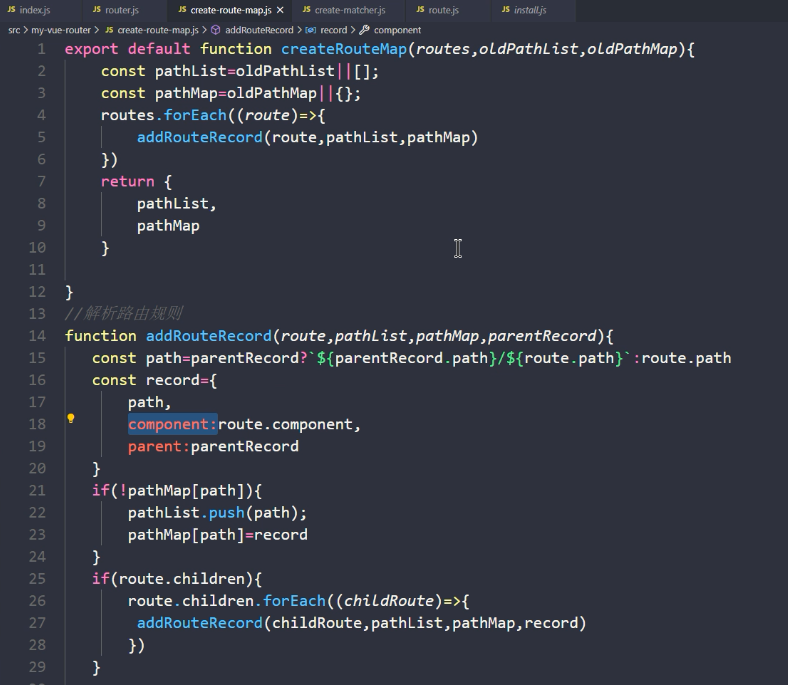 JS index.js JS router.js JS create-route-map.js × JS create-matcher.js JS route.js JS install.js
src > my-vue-router > JS create-route-map.js > addRouteRecord > record > component
1 export default function createRouteMap(routes,oldPathList,oldPathMap){
2 const pathList=oldPathList||[];
3 const pathMap=oldPathMap||{};
4 routes.forEach((route)=>{
5 addRouteRecord(route,pathList,pathMap)
6 })
7 return {
8 pathList,
9 pathMap
10 }
11
12 }
13 //解析路由规则
14 function addRouteRecord(route,pathList,pathMap,parentRecord){
15 const path=parentRecord?`${parentRecord.path}/${route.path}`:route.path
16 const record={
17 path,
18 component:route.component,
19 parent:parentRecord
20 }
21 if(!pathMap[path]){
22 pathList.push(path);
23 pathMap[path]=record
24 }
25 if(route.children){
26 route.children.forEach((childRoute)=>{
27 addRouteRecord(childRoute,pathList,pathMap,record)
28 })
29 }